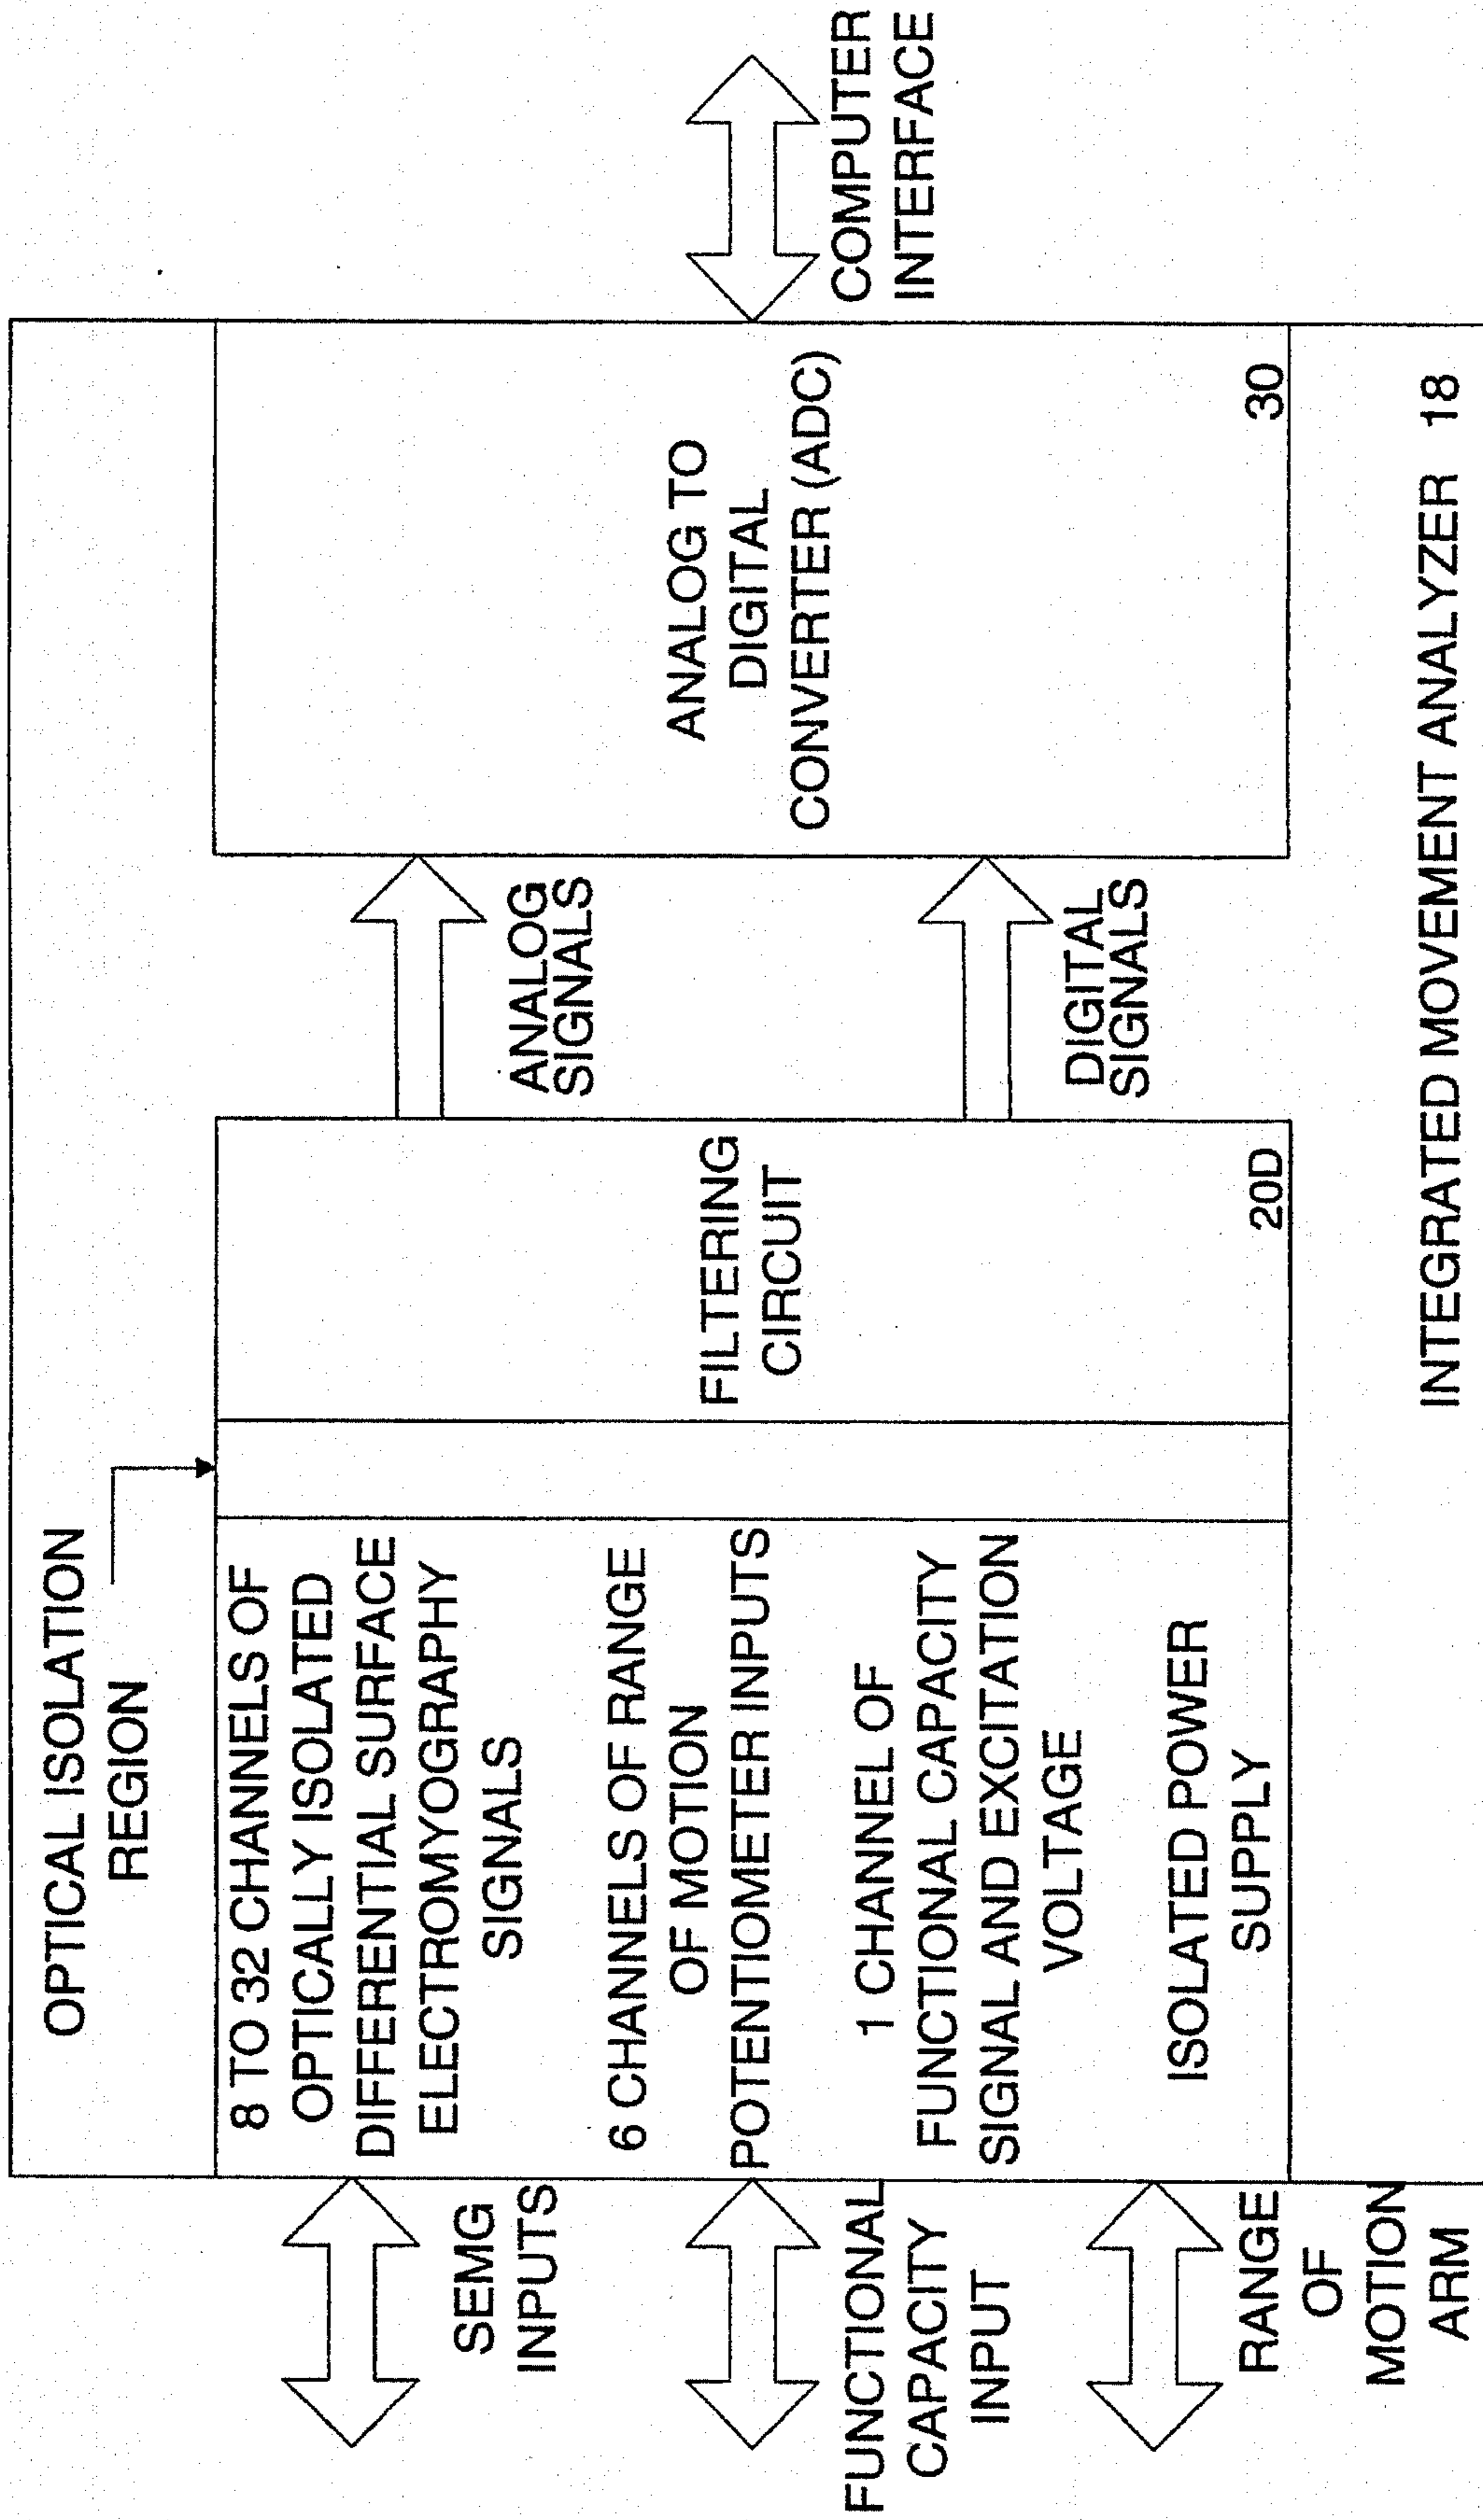 OPTICAL ISOLATION
REGION
SEMG
INPUTS
FUNCTIONAL
CAPACITY
INPUT
RANGE
OF
MOTION
ARM
8 TO 32 CHANNELS OF
OPTICALLY ISOLATED
DIFFERENTIAL SURFACE
ELECTROMYOGRAPHY
SIGNALS
6 CHANNELS OF RANGE
OF MOTION
POTENTIOMETER INPUTS
1 CHANNEL OF
FUNCTIONAL CAPACITY
SIGNAL AND EXCITATION
VOLTAGE
ISOLATED POWER
SUPPLY
FILTERING
CIRCUIT
20D
ANALOG
SIGNALS
DIGITAL
SIGNALS
ANALOG TO
DIGITAL
CONVERTER (ADC)
30
COMPUTER
INTERFACE
INTEGRATED MOVEMENT ANALYZER 18